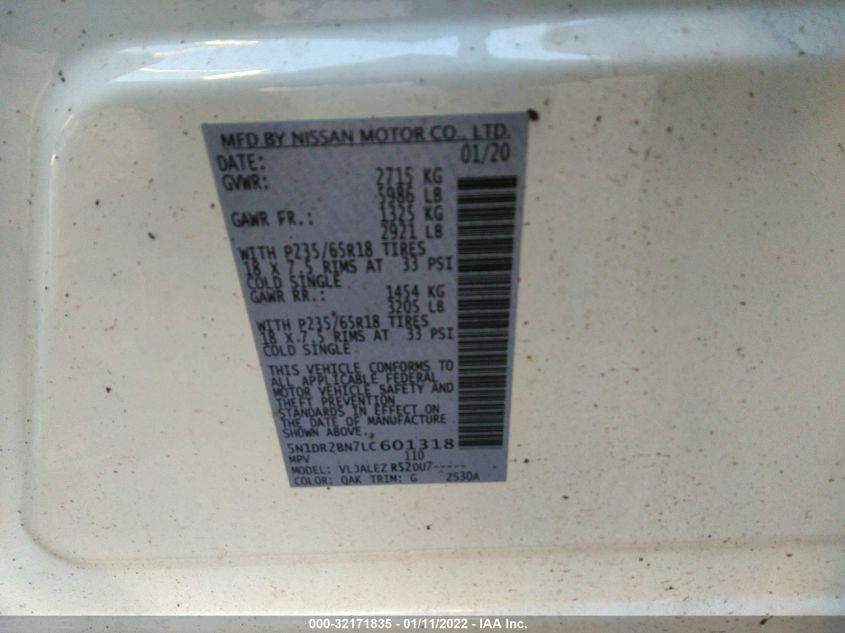 MFD BY NISSAN MOTOR CO., LTD.
DATE: 01/20
GVWR: 2715 KG
5986 LB
GAWR FR.: 1325 KG
2921 LB
WITH P235/65R18 TIRES
18 X 7.5 RIMS AT 33 PSI
COLD SINGLE
GAWR RR.: 1454 KG
3205 LB
WITH P235/65R18 TIRES
18 X 7.5 RIMS AT 33 PSI
COLD SINGLE
THIS VEHICLE CONFORMS TO
ALL APPLICABLE FEDERAL
MOTOR VEHICLE SAFETY AND
THEFT PREVENTION
STANDARDS IN EFFECT ON
THE DATE OF MANUFACTURE
SHOWN ABOVE.
5N1DR2BN7LC601318
MPV 110
MODEL: VL3ALEZ RS2DU7-----
COLOR: QAK TRIM: G ZS30A
000-32171835 - 01/11/2022 - IAA Inc.